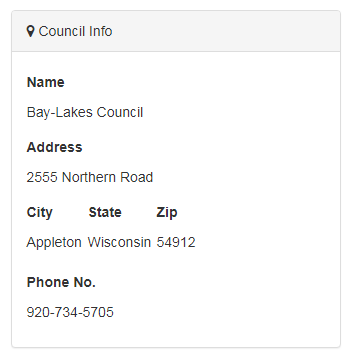 Council Info
Name
Bay-Lakes Council
Address
2555 Northern Road
City State Zip
Appleton Wisconsin 54912
Phone No.
920-734-5705